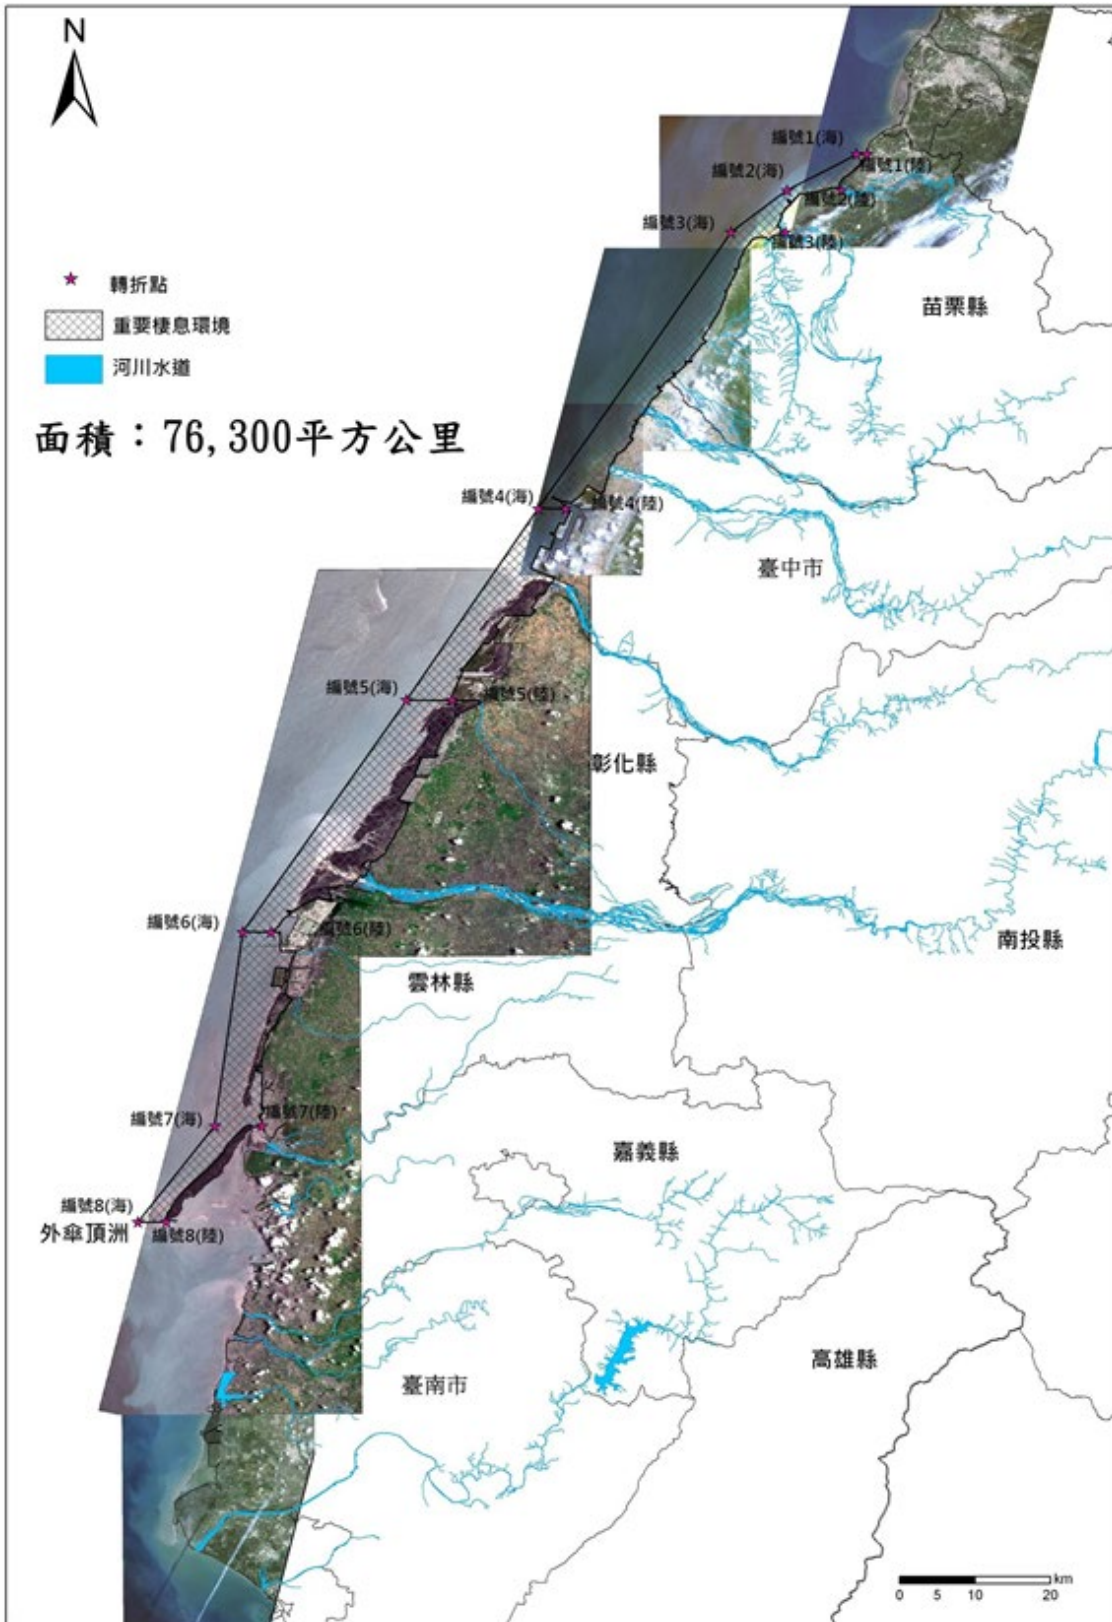 N
編號1(海)
編號1(陸)
編號2(海)
編號2(陸)
編號3(海)
編號3(陸)
轉折點
重要棲息環境
河川水道
苗栗縣
面積：76,300平方公里
編號4(海)
編號4(陸)
臺中市
編號5(海)
編號5(陸)
彰化縣
編號6(海)
編號6(陸)
南投縣
雲林縣
編號7(海)
編號7(陸)
嘉義縣
編號8(海)
外傘頂洲
編號8(陸)
高雄縣
臺南市
km
0 5 10 20